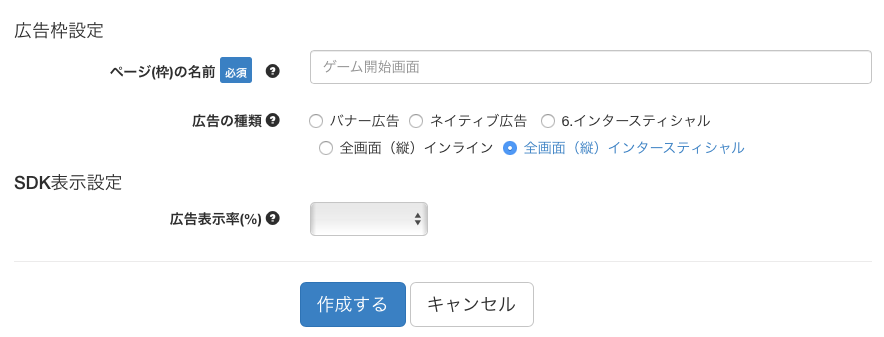 広告枠設定
ページ(枠)の名前 必須 ? ゲーム開始画面
広告の種類 ? バナー広告 ネイティブ広告 6.インタースティシャル
全画面（縦）インライン 全画面（縦）インタースティシャル
SDK表示設定
広告表示率(%) ?
作成する キャンセル